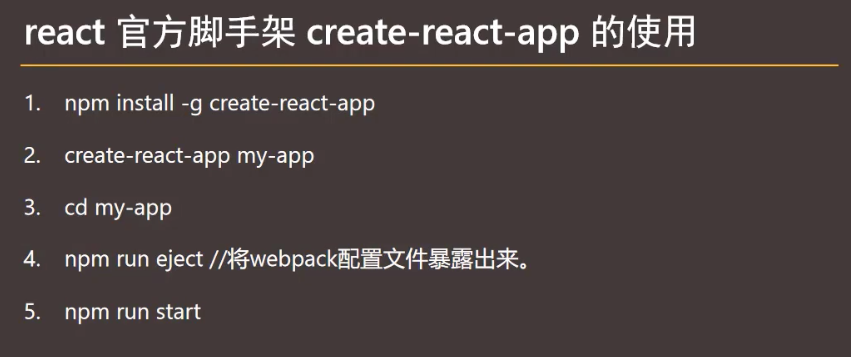 react 官方脚手架 create-react-app 的使用
1. npm install -g create-react-app
2. create-react-app my-app
3. cd my-app
4. npm run eject //将webpack配置文件暴露出来。
5. npm run start